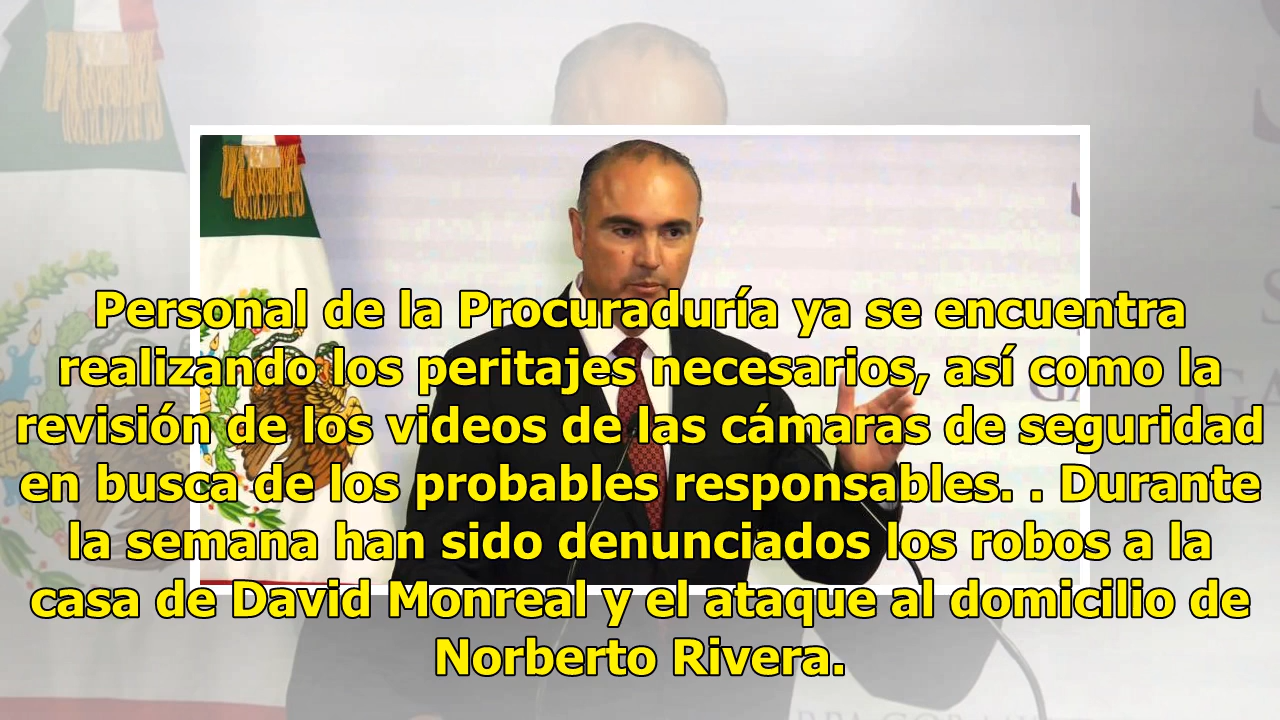 Personal de la Procuraduría ya se encuentra
realizando los peritajes necesarios, así como la
revisión de los videos de las cámaras de seguridad
en busca de los probables responsables. . Durante
la semana han sido denunciados los robos a la
casa de David Monreal y el ataque al domicilio de
Norberto Rivera.